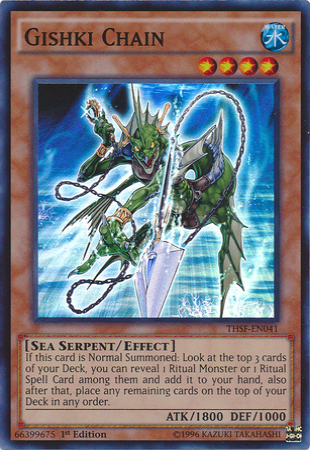 Gishki Chain
WATER
水
THSF-EN041
[Sea Serpent/Effect]
If this card is Normal Summoned: Look at the top 3 cards
of your Deck, you can reveal 1 Ritual Monster or 1 Ritual
Spell Card among them and add it to your hand, also
after that, place any remaining cards on the top of your
Deck in any order.
ATK/1800 DEF/1000
66399675 1st Edition ©1996 KAZUKI TAKAHASHI